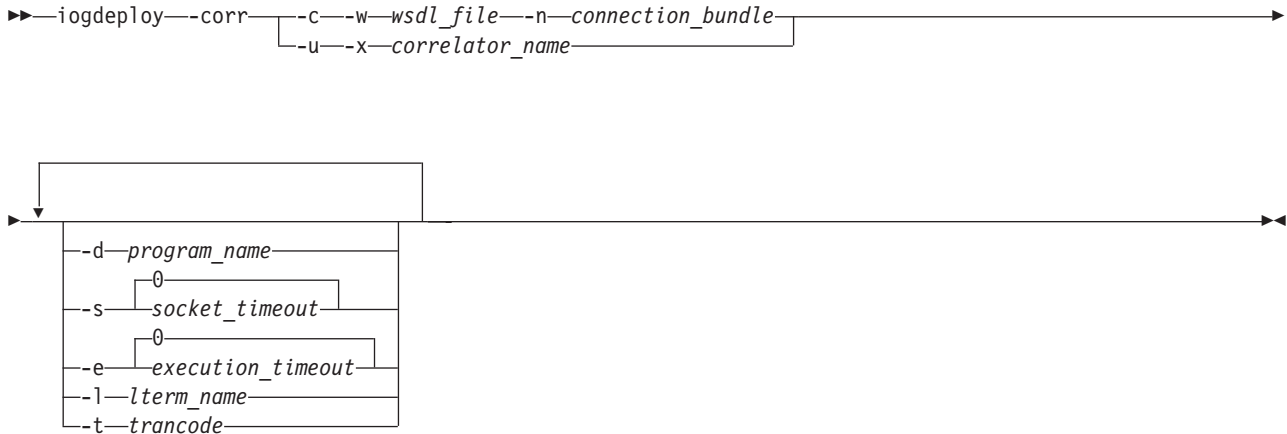 iogdeploy -corr -c -w wsdl_file -n connection_bundle
-u -x correlator_name
-d program_name
0
-s socket_timeout
0
-e execution_timeout
-l lterm_name
-t trancode